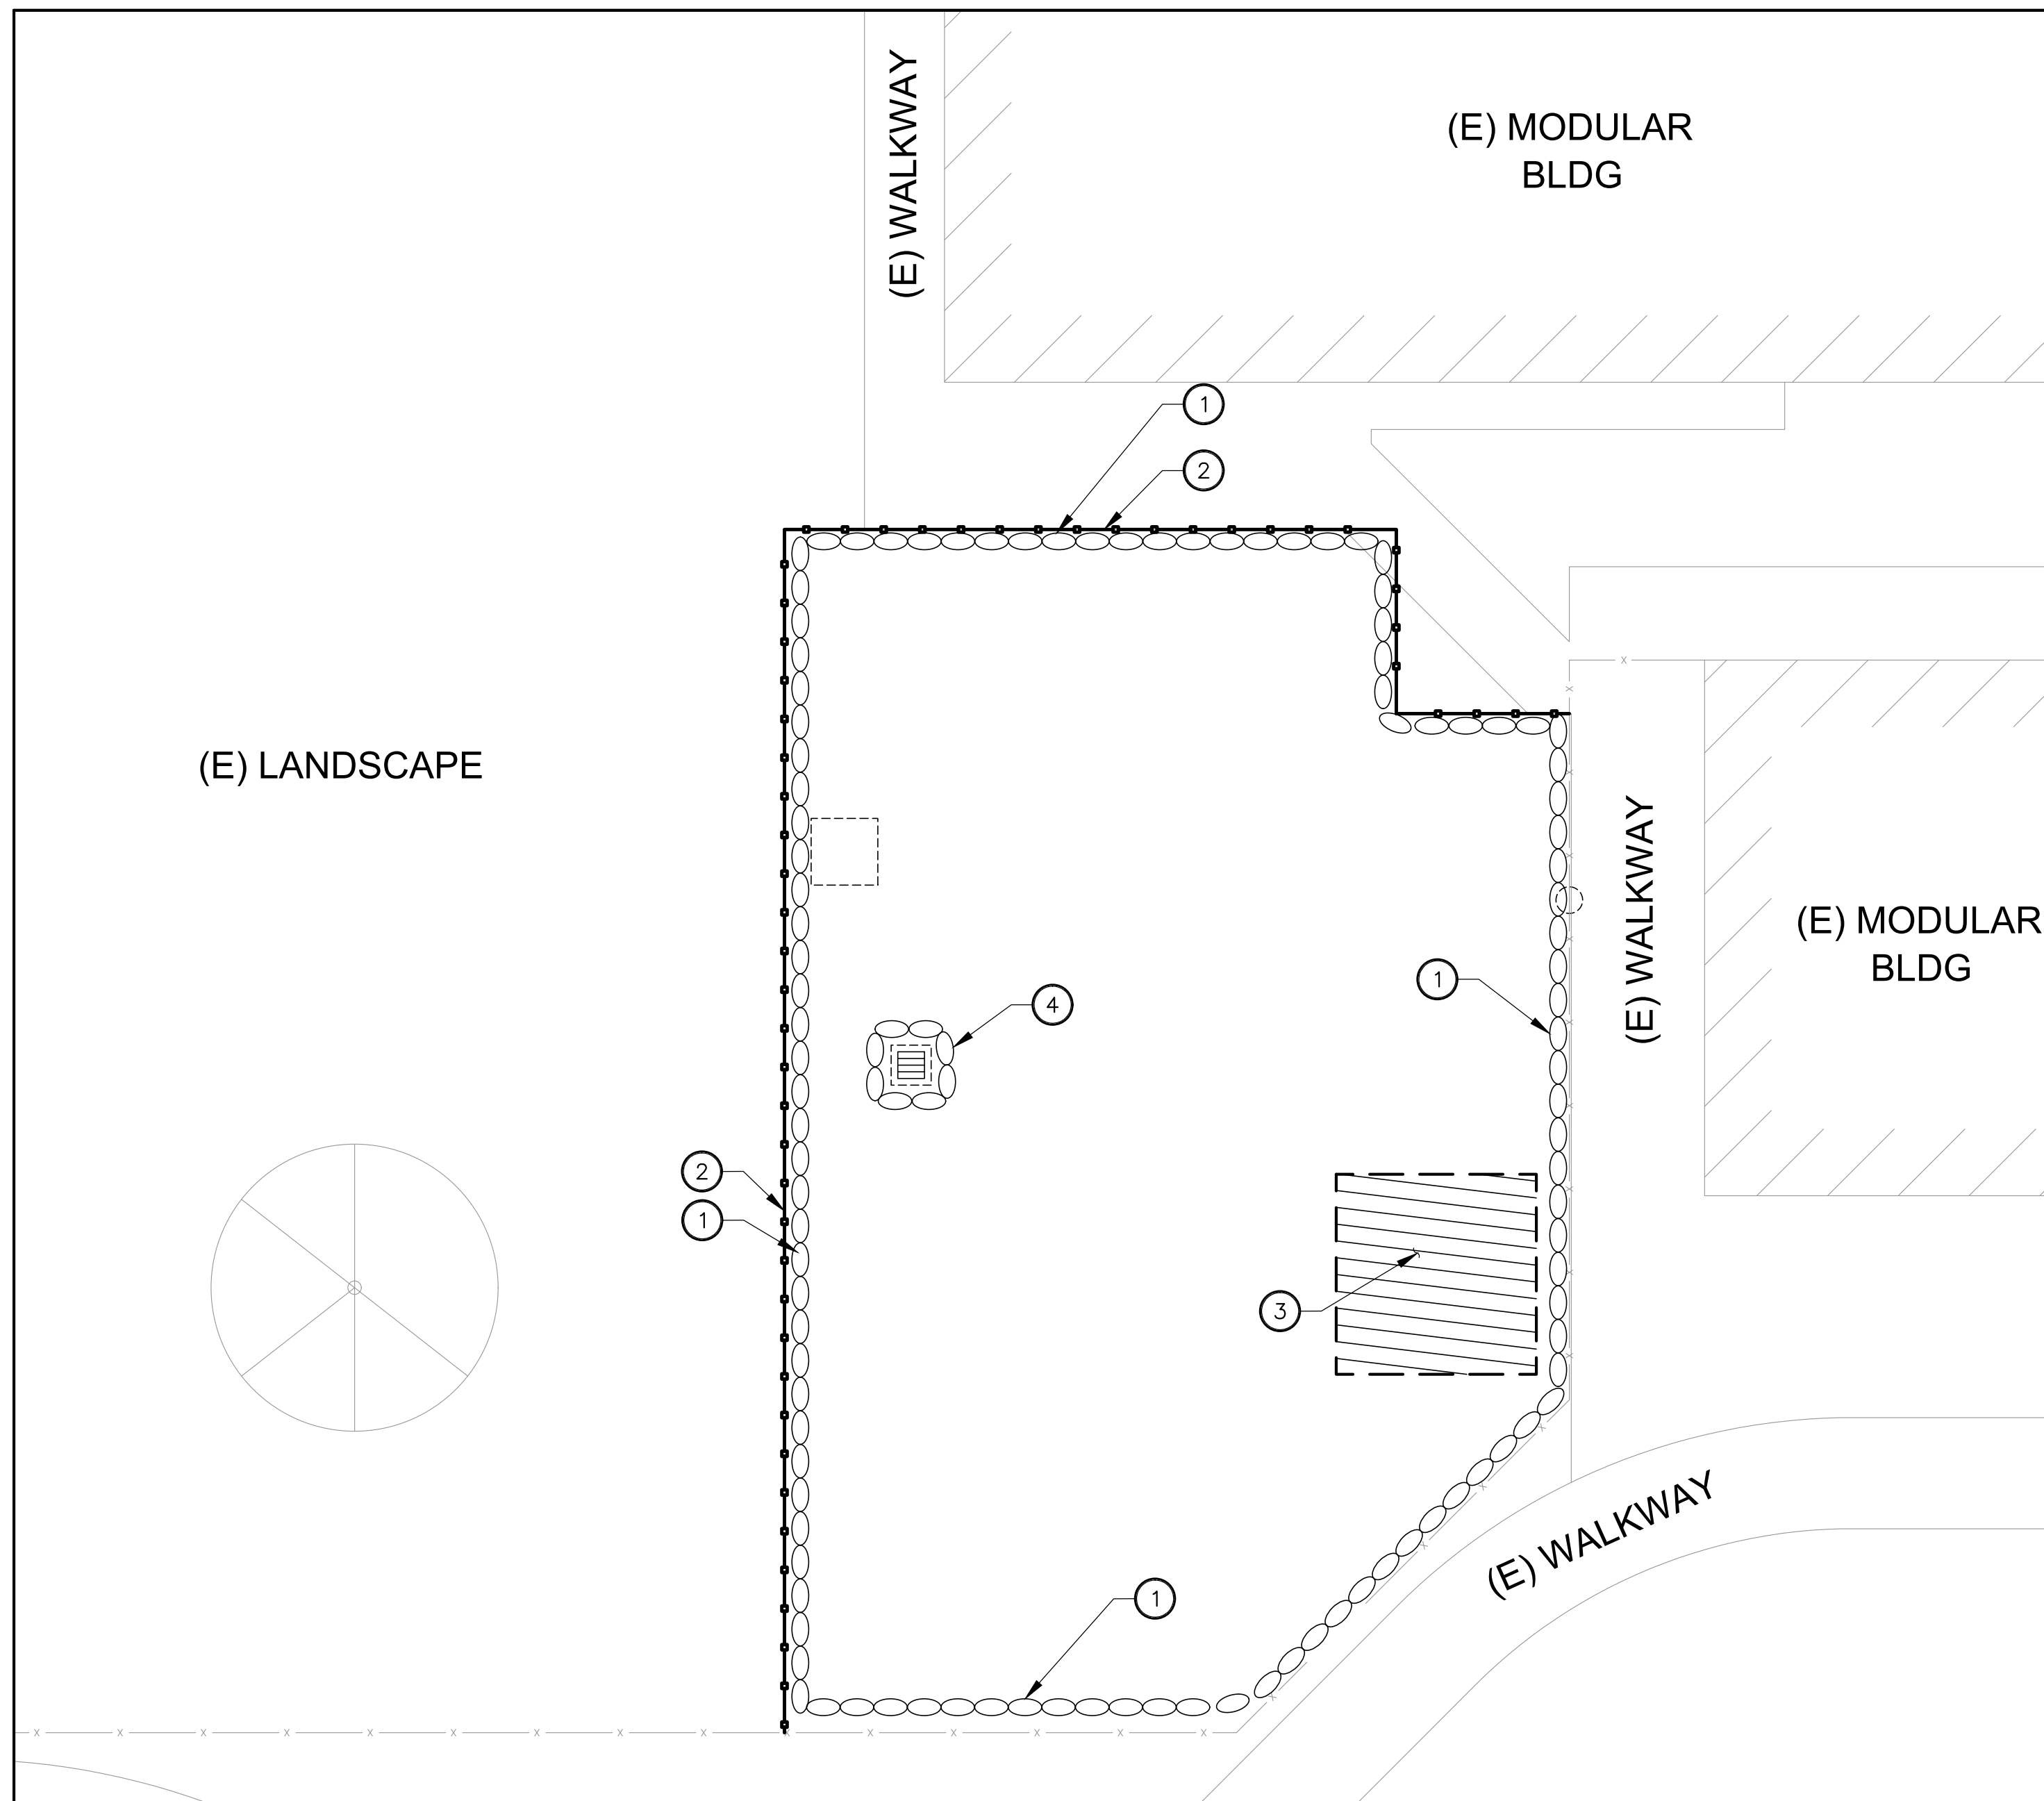 (E) WALKWAY
(E) MODULAR
BLDG
1
2
(E) LANDSCAPE
(E) WALKWAY
(E) MODULAR
BLDG
1
4
2
1
3
(E) WALKWAY
1